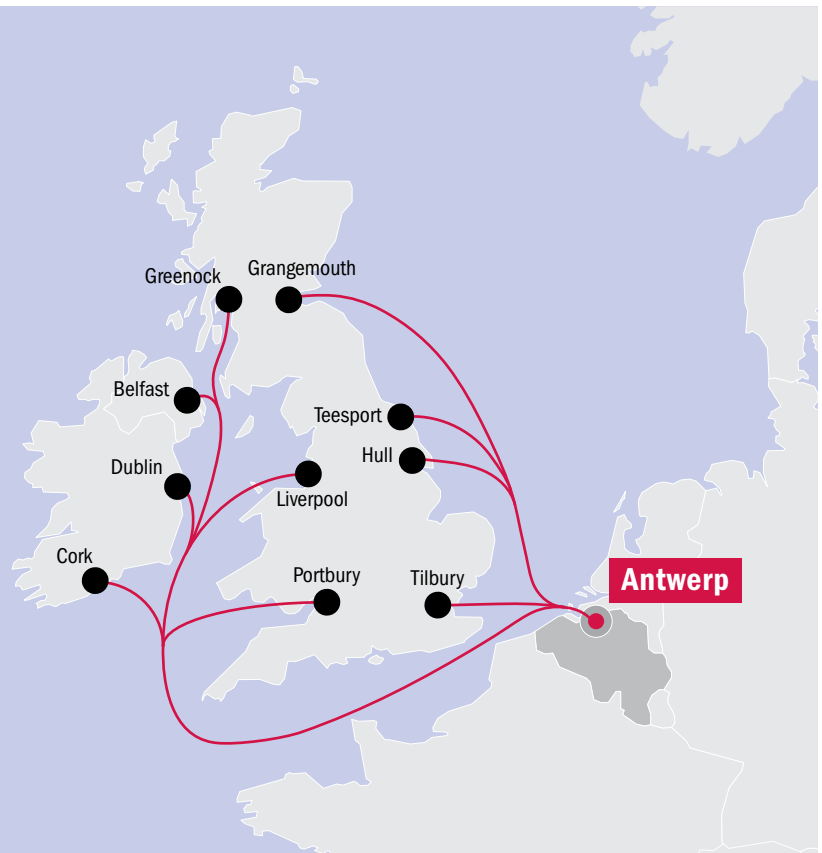 Grangemouth
Greenock
Belfast
Teesport
Hull
Dublin
Liverpool
Cork
Portbury
Tilbury
Antwerp